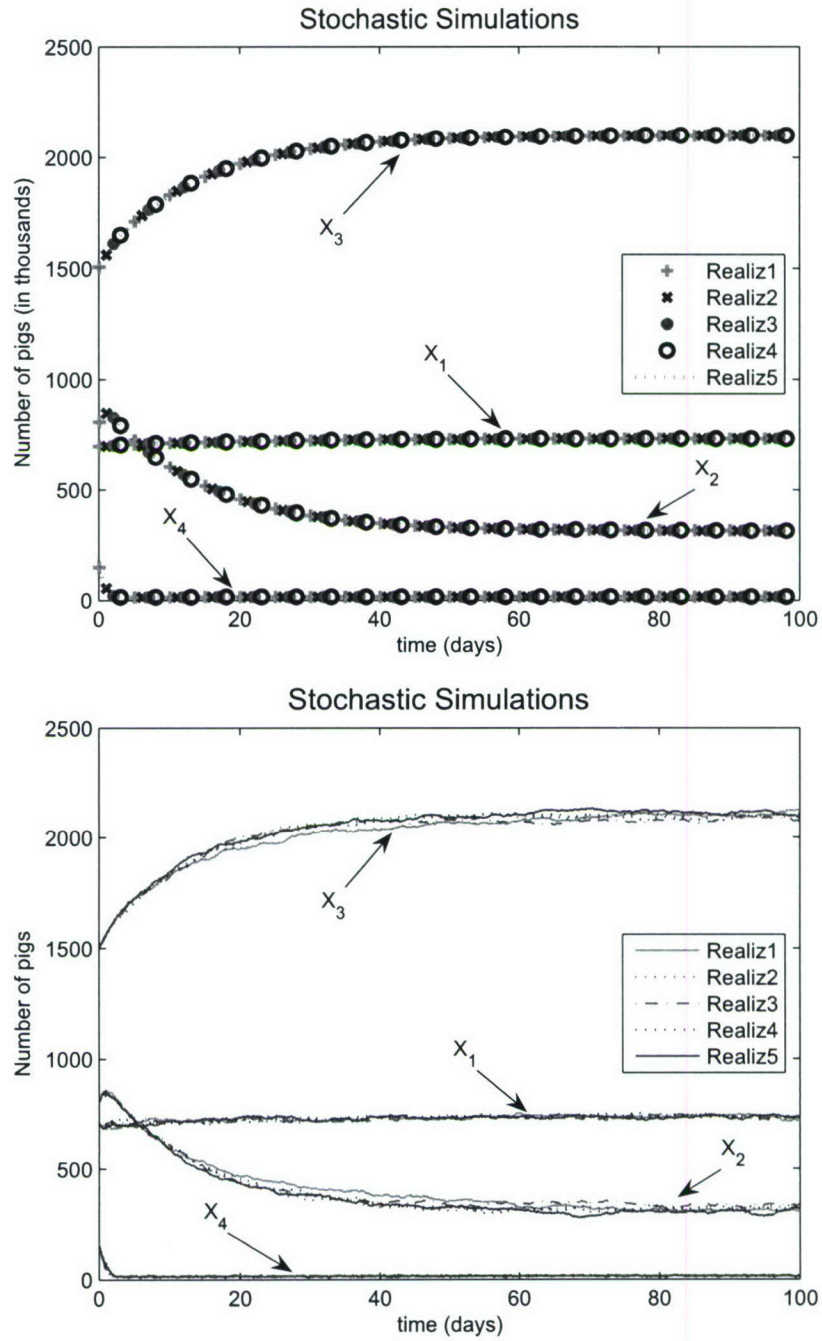 Stochastic Simulations
2500
2000
1500
1000
500
0
Number of pigs (in thousands)
X3
X1
X2
X4
Realiz1
Realiz2
Realiz3
Realiz4
Realiz5
0 20 40 60 80 100
time (days)
Stochastic Simulations
2500
2000
1500
1000
500
0
Number of pigs
X3
X1
X2
X4
Realiz1
Realiz2
Realiz3
Realiz4
Realiz5
0 20 40 60 80 100
time (days)